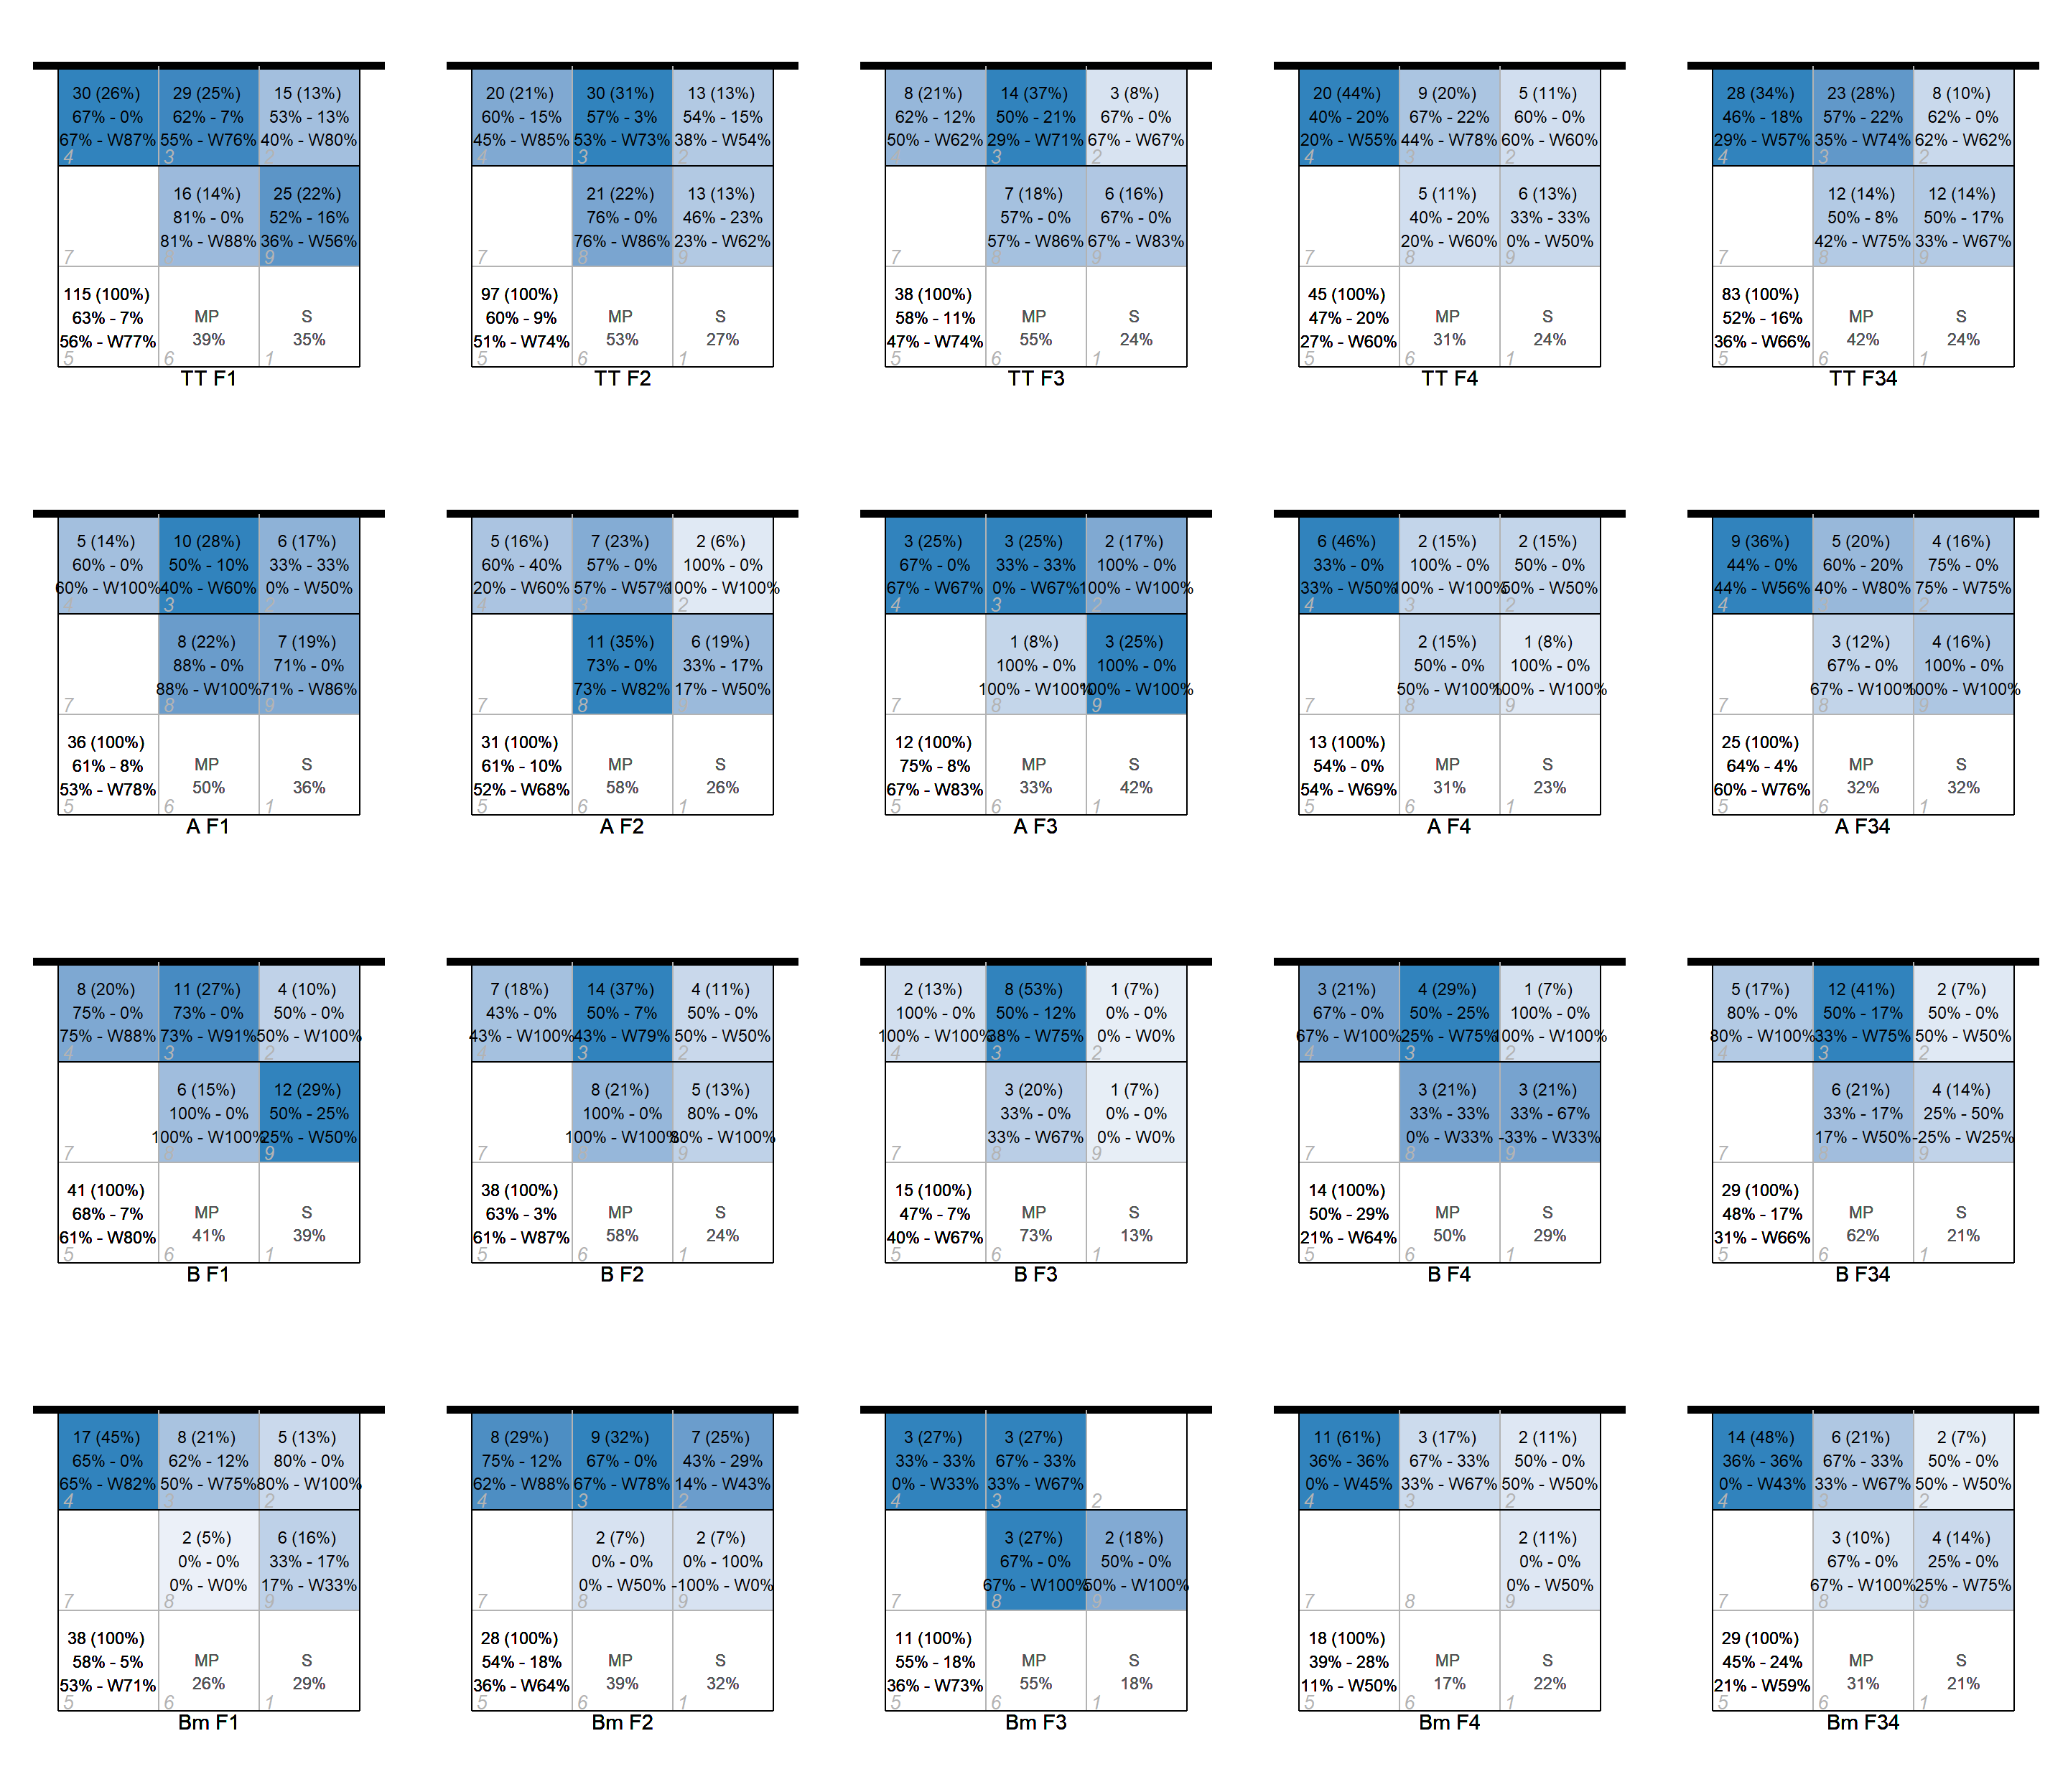 30 (26%) 29 (25%) 15 (13%)
67% - 0% 62% - 7% 53% - 13%
67% - W87% 55% - W76% 40% - W80%
4 3 2
16 (14%) 25 (22%)
81% - 0% 52% - 16%
81% - W88% 36% - W56%
7 9
115 (100%)
63% - 7% MP S
56% - W77% 39% 35%
5 6 1
TT F1
20 (21%) 30 (31%) 13 (13%)
60% - 15% 57% - 3% 54% - 15%
45% - W85% 53% - W73% 38% - W54%
4 3 2
21 (22%) 13 (13%)
76% - 0% 46% - 23%
76% - W86% 23% - W62%
7 8 9
97 (100%)
60% - 9% MP S
51% - W74% 53% 27%
5 6 1
TT F2
8 (21%) 14 (37%) 3 (8%)
62% - 12% 50% - 21% 67% - 0%
50% - W62% 29% - W71% 67% - W67%
4 3 2
7 (18%) 6 (16%)
57% - 0% 67% - 0%
57% - W86% 67% - W83%
7 8 9
38 (100%)
58% - 11% MP S
47% - W74% 55% 24%
5 6 1
TT F3
20 (44%) 9 (20%) 5 (11%)
40% - 20% 67% - 22% 60% - 0%
20% - W55% 44% - W78% 60% - W60%
4 3 2
5 (11%) 6 (13%)
40% - 20% 33% - 33%
20% - W60% 0% - W50%
7 8 9
45 (100%)
47% - 20% MP S
27% - W60% 31% 24%
5 6 1
TT F4
28 (34%) 23 (28%) 8 (10%)
46% - 18% 57% - 22% 62% - 0%
29% - W57% 35% - W74% 62% - W62%
4 3 2
12 (14%) 12 (14%)
50% - 8% 50% - 17%
42% - W75% 33% - W67%
7 8 9
83 (100%)
52% - 16% MP S
36% - W66% 42% 24%
5 6 1
TT F34
5 (14%) 10 (28%) 6 (17%)
60% - 0% 50% - 10% 33% - 33%
60% - W100% 40% - W60% 0% - W50%
4 3 2
8 (22%) 7 (19%)
88% - 0% 71% - 0%
88% - W100% 71% - W86%
7 8 9
36 (100%)
61% - 8% MP S
53% - W78% 50% 36%
5 6 1
A F1
5 (16%) 7 (23%) 2 (6%)
60% - 40% 57% - 0% 100% - 0%
20% - W60% 57% - W57% 100% - W100%
4 3 2
11 (35%) 6 (19%)
73% - 0% 33% - 17%
73% - W82% 17% - W50%
7 8 9
31 (100%)
61% - 10% MP S
52% - W68% 58% 26%
5 6 1
A F2
3 (25%) 3 (25%) 2 (17%)
67% - 0% 33% - 33% 100% - 0%
67% - W67% 0% - W67% 100% - W100%
4 3 2
1 (8%) 3 (25%)
100% - 0% 100% - 0%
100% - W100% 100% - W100%
7 8 9
12 (100%)
75% - 8% MP S
67% - W83% 33% 42%
5 6 1
A F3
6 (46%) 2 (15%) 2 (15%)
33% - 0% 100% - 0% 50% - 0%
33% - W50% 100% - W100% 50% - W50%
4 3 2
2 (15%) 1 (8%)
50% - 0% 100% - 0%
50% - W100% 100% - W100%
7 8 9
13 (100%)
54% - 0% MP S
54% - W69% 31% 23%
5 6 1
A F4
9 (36%) 5 (20%) 4 (16%)
44% - 0% 60% - 20% 75% - 0%
44% - W56% 40% - W80% 75% - W75%
4 3 2
3 (12%) 4 (16%)
67% - 0% 100% - 0%
67% - W100% 100% - W100%
7 8 9
25 (100%)
64% - 4% MP S
60% - W76% 32% 32%
5 6 1
A F34
8 (20%) 11 (27%) 4 (10%)
75% - 0% 73% - 0% 50% - 0%
75% - W88% 73% - W91% 50% - W100%
4 3 2
6 (15%) 12 (29%)
100% - 0% 50% - 25%
100% - W100% 25% - W50%
7 8 9
41 (100%)
68% - 7% MP S
61% - W80% 41% 39%
5 6 1
B F1
7 (18%) 14 (37%) 4 (11%)
43% - 0% 50% - 7% 50% - 0%
43% - W100% 43% - W79% 50% - W50%
4 3 2
8 (21%) 5 (13%)
100% - 0% 80% - 0%
100% - W100% 80% - W100%
7 8 9
38 (100%)
63% - 3% MP S
61% - W87% 58% 24%
5 6 1
B F2
2 (13%) 8 (53%) 1 (7%)
100% - 0% 50% - 12% 0% - 0%
100% - W100% 38% - W75% 0% - W0%
4 3 2
3 (20%) 1 (7%)
33% - 0% 0% - 0%
33% - W67% 0% - W0%
7 8 9
15 (100%)
47% - 7% MP S
40% - W67% 73% 13%
5 6 1
B F3
3 (21%) 4 (29%) 1 (7%)
67% - 0% 50% - 25% 100% - 0%
67% - W100% 25% - W75% 100% - W100%
4 3 2
3 (21%) 3 (21%)
33% - 33% 33% - 67%
0% - W33% -33% - W33%
7 8 9
14 (100%)
50% - 29% MP S
21% - W64% 50% 29%
5 6 1
B F4
5 (17%) 12 (41%) 2 (7%)
80% - 0% 50% - 17% 50% - 0%
80% - W100% 33% - W75% 50% - W50%
4 3 2
6 (21%) 4 (14%)
33% - 17% 25% - 50%
17% - W50% -25% - W25%
7 8 9
29 (100%)
48% - 17% MP S
31% - W66% 62% 21%
5 6 1
B F34
17 (45%) 8 (21%) 5 (13%)
65% - 0% 62% - 12% 80% - 0%
65% - W82% 50% - W75% 80% - W100%
4 3 2
2 (5%) 6 (16%)
0% - 0% 33% - 17%
0% - W0% 17% - W33%
7 8 9
38 (100%)
58% - 5% MP S
53% - W71% 26% 29%
5 6 1
Bm F1
8 (29%) 9 (32%) 7 (25%)
75% - 12% 67% - 0% 43% - 29%
62% - W88% 67% - W78% 14% - W43%
4 3 2
2 (7%) 2 (7%)
0% - 0% 0% - 100%
0% - W50% -100% - W0%
7 8 9
28 (100%)
54% - 18% MP S
36% - W64% 39% 32%
5 6 1
Bm F2
3 (27%) 3 (27%)
33% - 33% 67% - 33%
0% - W33% 33% - W67%
4 3 2
3 (27%) 2 (18%)
67% - 0% 50% - 0%
67% - W100% 50% - W100%
7 8 9
11 (100%)
55% - 18% MP S
36% - W73% 55% 18%
5 6 1
Bm F3
11 (61%) 3 (17%) 2 (11%)
36% - 36% 67% - 33% 50% - 0%
0% - W45% 33% - W67% 50% - W50%
4 3 2
2 (11%)
0% - 0%
0% - W50%
7 8 9
18 (100%)
39% - 28% MP S
11% - W50% 17% 22%
5 6 1
Bm F4
14 (48%) 6 (21%) 2 (7%)
36% - 36% 67% - 33% 50% - 0%
0% - W43% 33% - W67% 50% - W50%
4 3 2
3 (10%) 4 (14%)
67% - 0% 25% - 0%
67% - W100% 25% - W75%
7 8 9
29 (100%)
45% - 24% MP S
21% - W59% 31% 21%
5 6 1
Bm F34